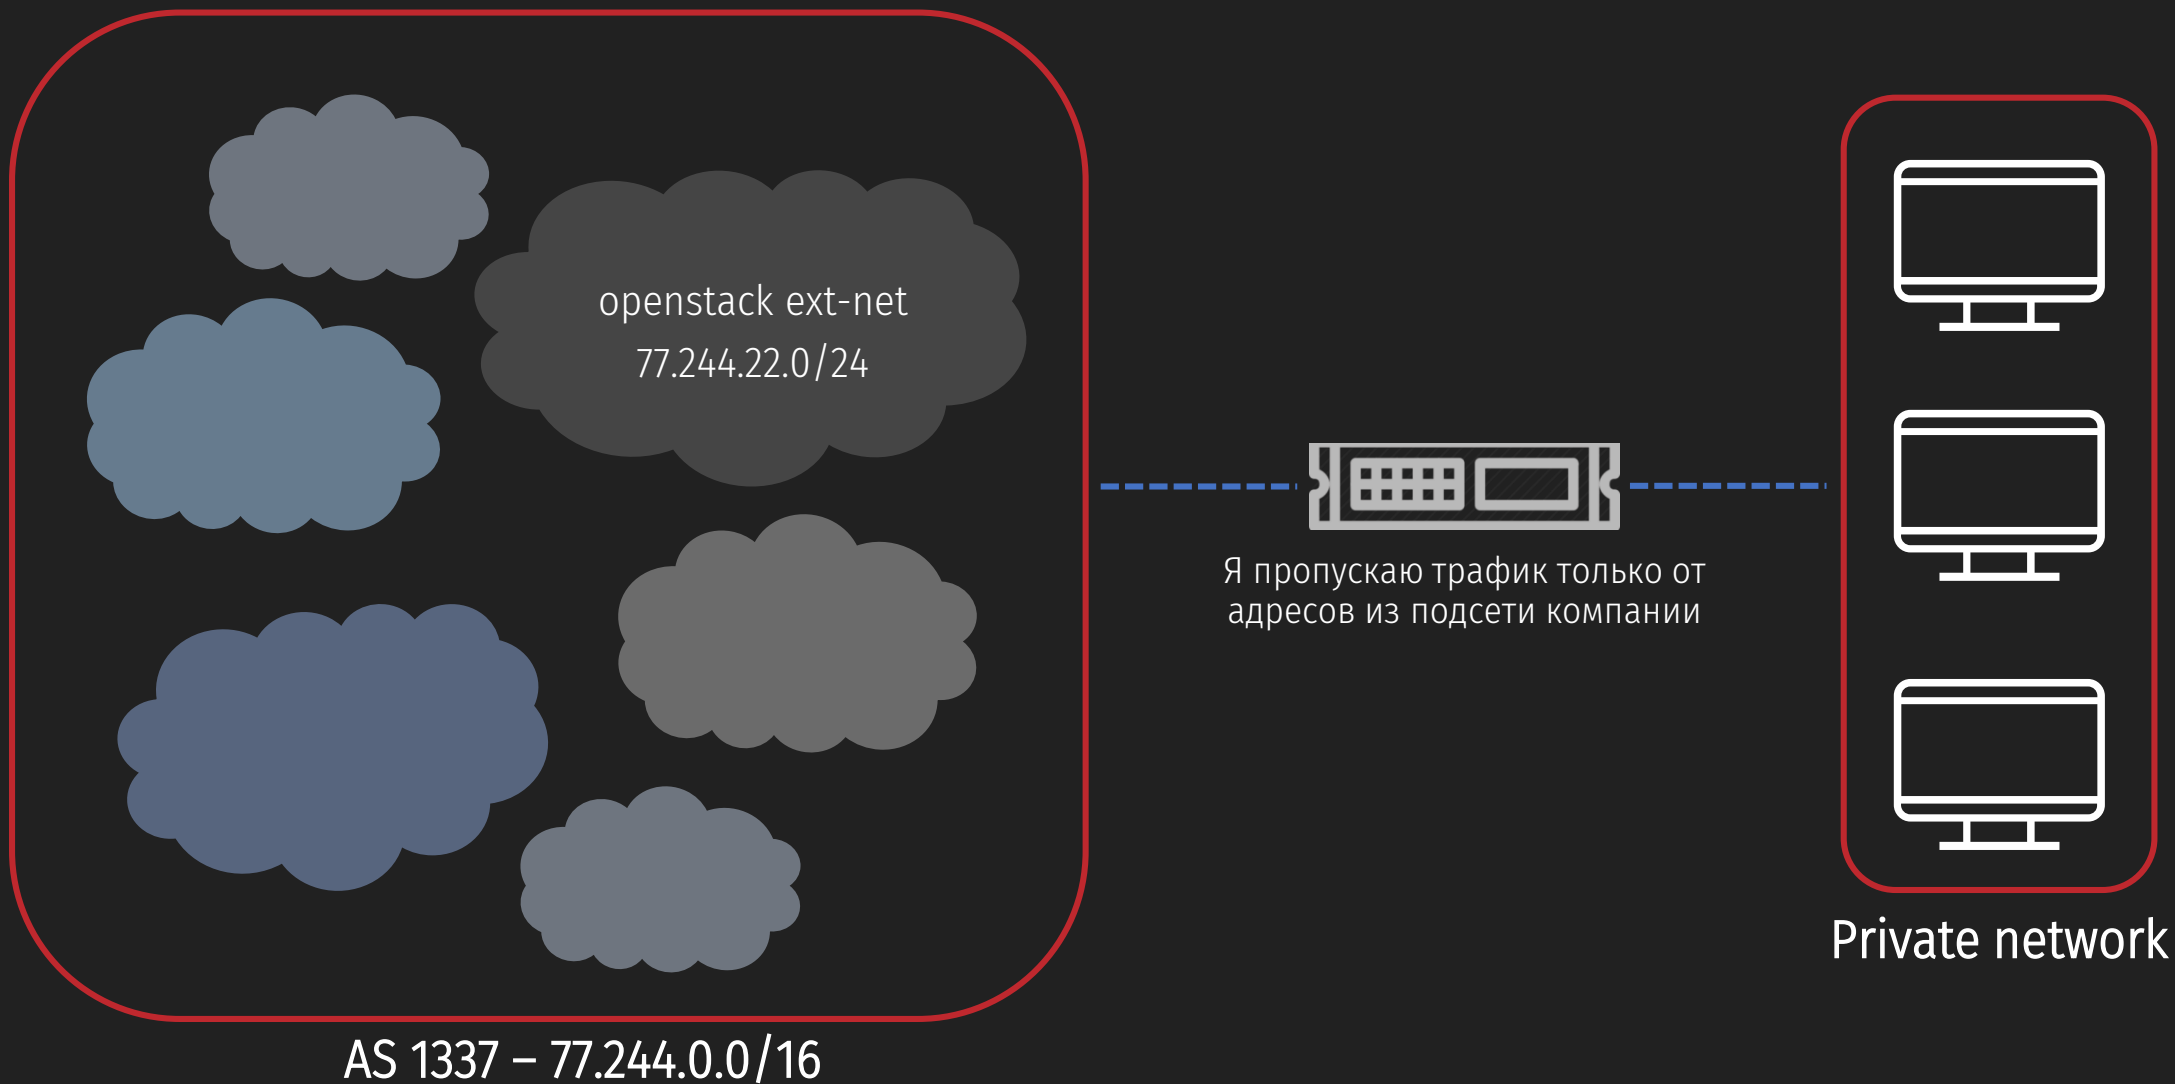 openstack ext-net
77.244.22.0/24
Я пропускаю трафик только от
адресов из подсети компании
Private network
AS 1337 – 77.244.0.0/16